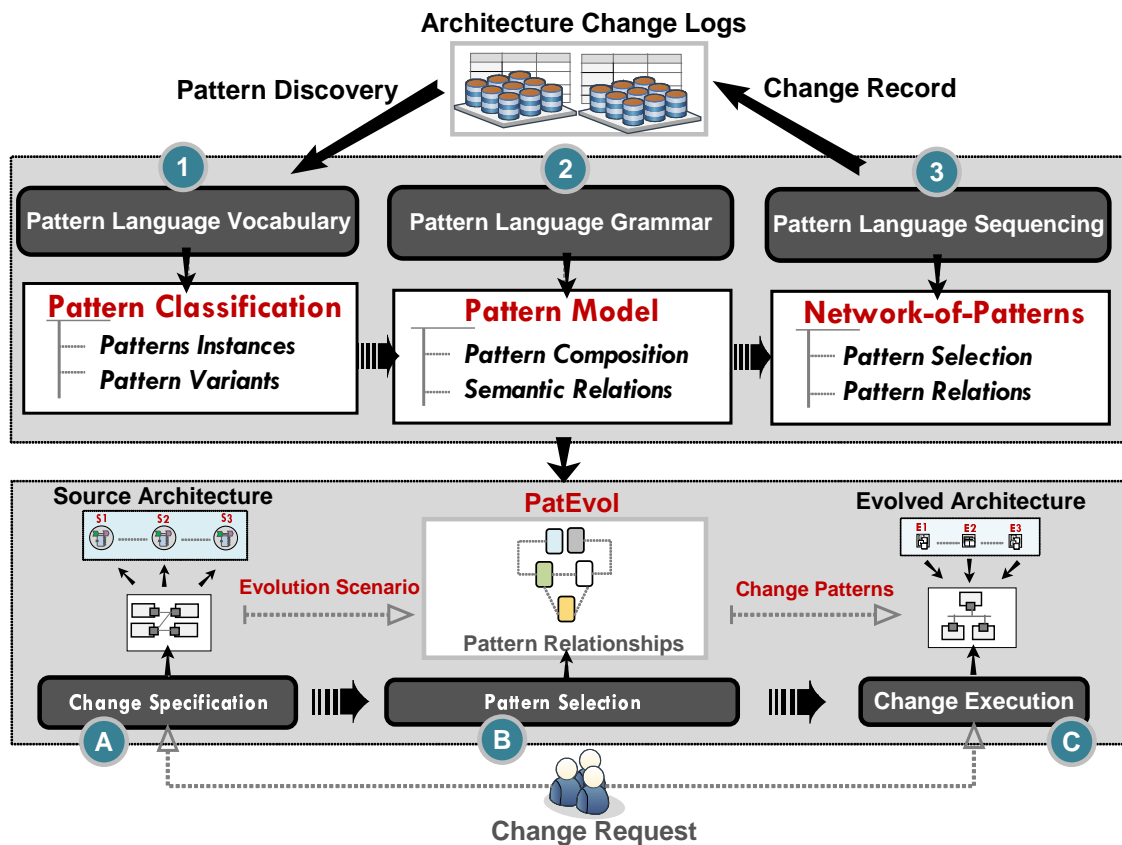 Architecture Change Logs
Pattern Discovery
Change Record
1
2
3
Pattern Language Vocabulary
Pattern Language Grammar
Pattern Language Sequencing
Pattern Classification
Patterns Instances
Pattern Variants
Pattern Model
Pattern Composition
Semantic Relations
Network-of-Patterns
Pattern Selection
Pattern Relations
Source Architecture
S1
S2
S3
PatEvol
Evolved Architecture
E1
E2
E3
Evolution Scenario
Change Patterns
Pattern Relationships
Change Specification
Pattern Selection
Change Execution
A
B
C
Change Request